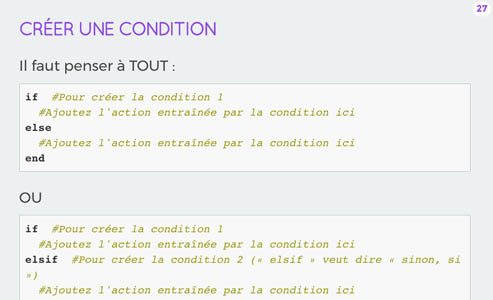 27
CRÉER UNE CONDITION
Il faut penser à TOUT :
if  #Pour créer la condition 1
  #Ajoutez l'action entraînée par la condition ici
else
  #Ajoutez l'action entraînée par la condition ici
end
OU
if  #Pour créer la condition 1
  #Ajoutez l'action entraînée par la condition ici
elsif  #Pour créer la condition 2 (« elsif » veut dire « sinon, si
»)
  #Ajoutez l'action entraînée par la condition ici